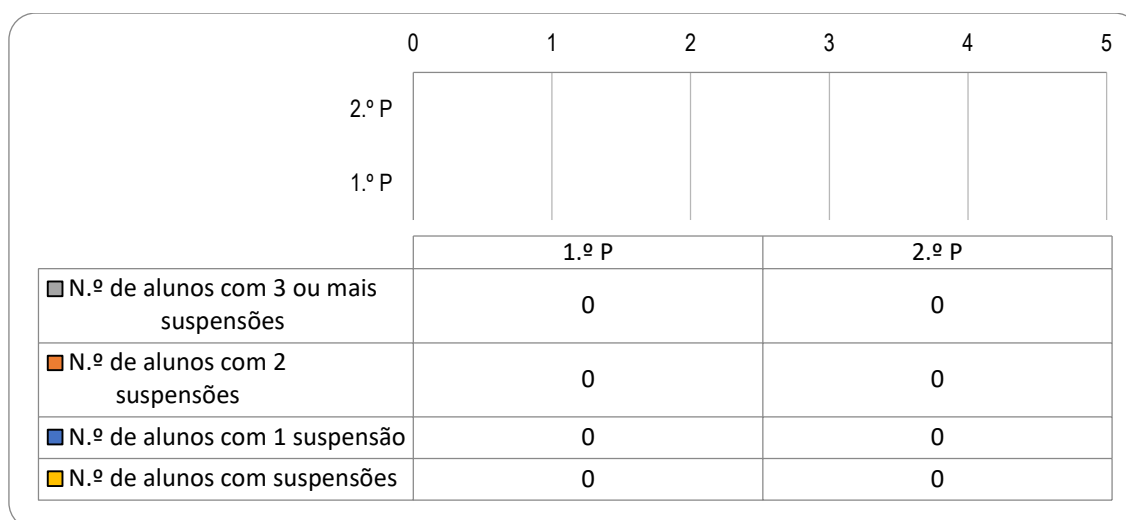 0 1 2 3 4 5
2.º P
1.º P
1.º P 2.º P
N.º de alunos com 3 ou mais
suspensões 0 0
N.º de alunos com 2
suspensões 0 0
N.º de alunos com 1 suspensão 0 0
N.º de alunos com suspensões 0 0